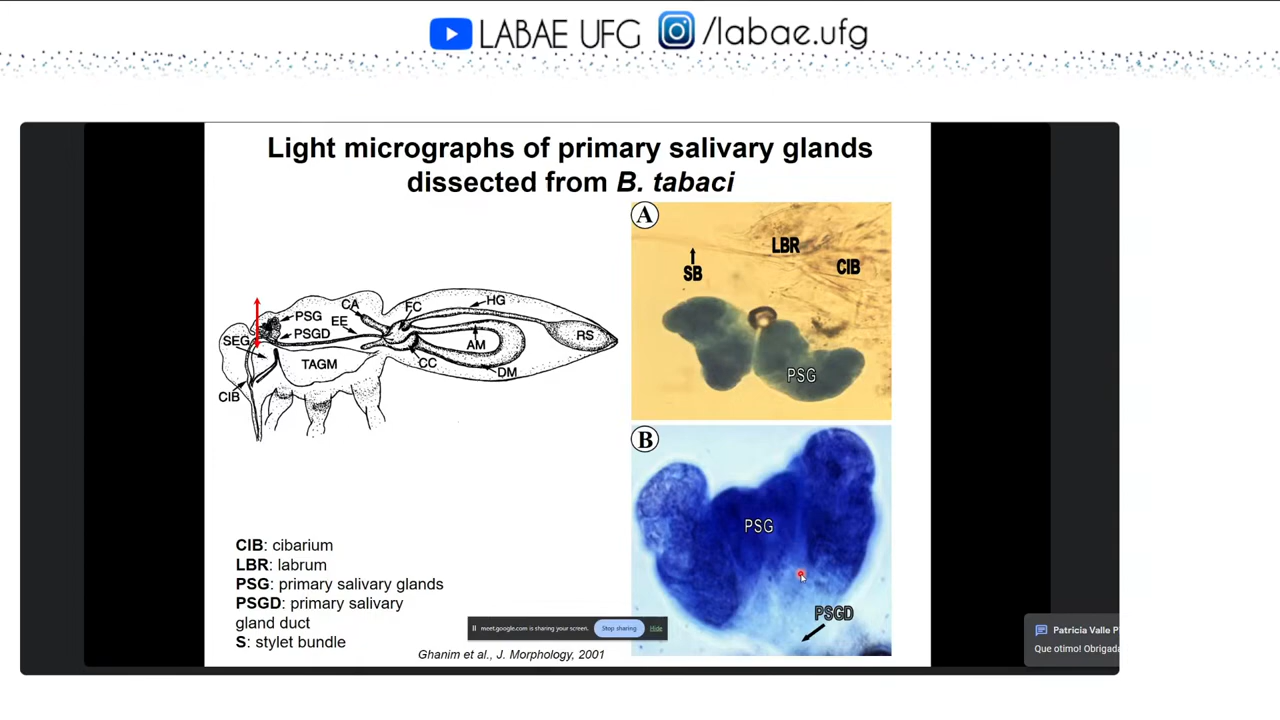 LABAE UFG /labae.ufg
Light micrographs of primary salivary glands
dissected from B. tabaci
PSG
PSGD
SEG
CIB
TAGM
CA
EE
FC
HG
AM
CC
DM
RS
A
LBR
CIB
SB
PSG
B
PSG
PSGD
CIB: cibarium
LBR: labrum
PSG: primary salivary glands
PSGD: primary salivary
gland duct
S: stylet bundle
meet.google.com is sharing your screen. Stop sharing Hide
Ghanim et al., J. Morphology, 2001
Patricia Valle
Que otimo! Obrigada